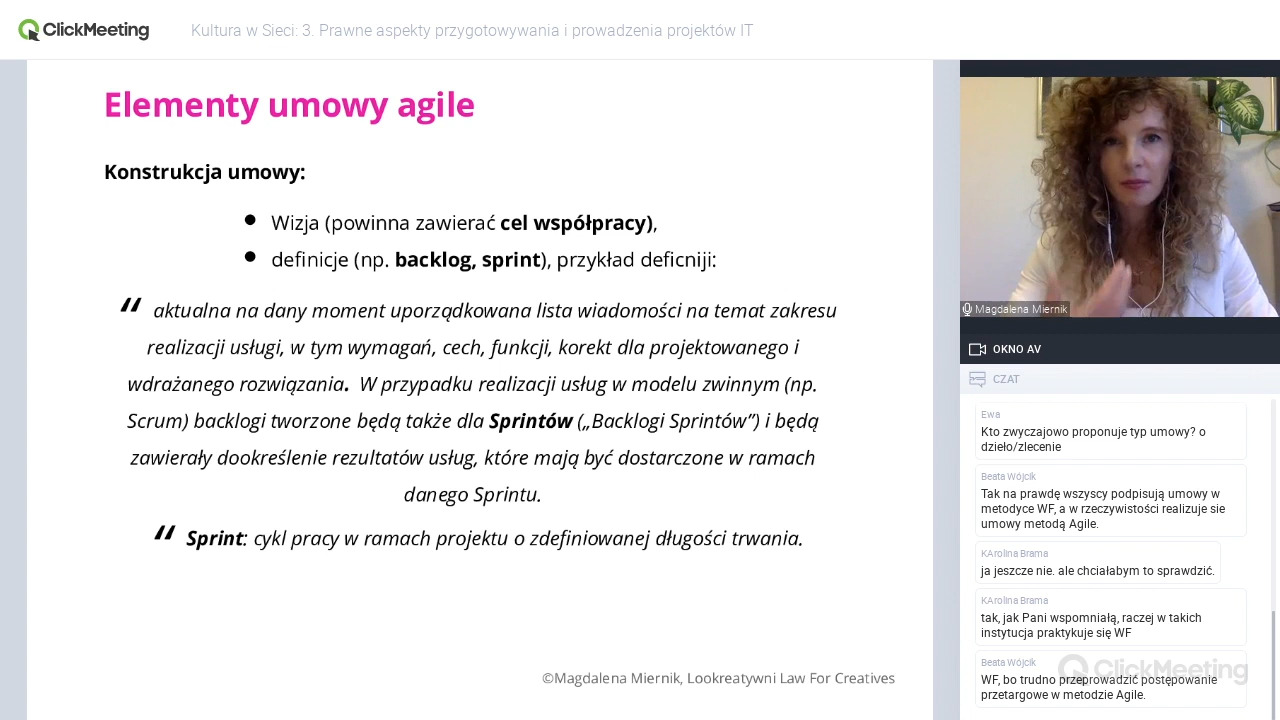 ClickMeeting
Kultura w Sieci: 3. Prawne aspekty przygotowywania i prowadzenia projektów IT
Elementy umowy agile
Konstrukcja umowy:
● Wizja (powinna zawierać cel współpracy),
● definicje (np. backlog, sprint), przykład deficniji:
“ aktualna na dany moment uporządkowana lista wiadomości na temat zakresu
realizacji usługi, w tym wymagań, cech, funkcji, korekt dla projektowanego i
wdrażanego rozwiązania. W przypadku realizacji usług w modelu zwinnym (np.
Scrum) backlogi tworzone będą także dla Sprintów („Backlogi Sprintów”) i będą
zawierały dookreślenie rezultatów usług, które mają być dostarczone w ramach
danego Sprintu.
“ Sprint: cykl pracy w ramach projektu o zdefiniowanej długości trwania.
©Magdalena Miernik, Lookreatywni Law For Creatives
Magdalena Miernik
OKNO AV
CZAT
Ewa
Kto zwyczajowo proponuje typ umowy? o
dzieło/zlecenie
Beata Wójcik
Tak na prawdę wszyscy podpisują umowy w
metodyce WF, a w rzeczywistości realizuje sie
umowy metodą Agile.
KArolina Brama
ja jeszcze nie. ale chciałabym to sprawdzić.
KArolina Brama
tak, jak Pani wspomniałą, raczej w takich
instytucja praktykuje się WF
Beata Wójcik
WF, bo trudno przeprowadzić postępowanie
przetargowe w metodzie Agile.
ClickMeeting